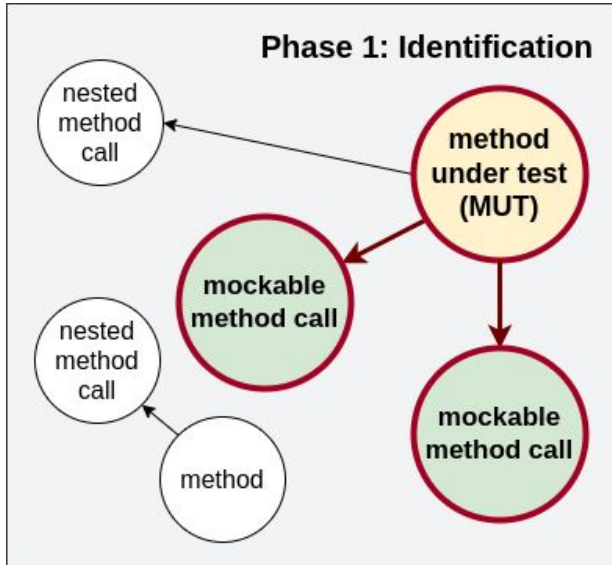 Phase 1: Identification
nested
method
call
method
under test
(MUT)
mockable
method call
nested
method
call
mockable
method call
method